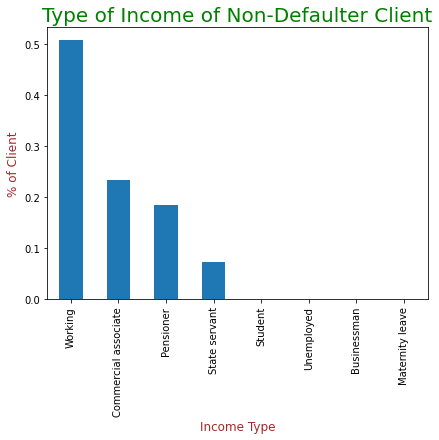 Type of Income of Non-Defaulter Client
% of Client
0.5
0.4
0.3
0.2
0.1
0.0
Working
Commercial associate
Pensioner
State servant
Student
Unemployed
Businessman
Maternity leave
Income Type